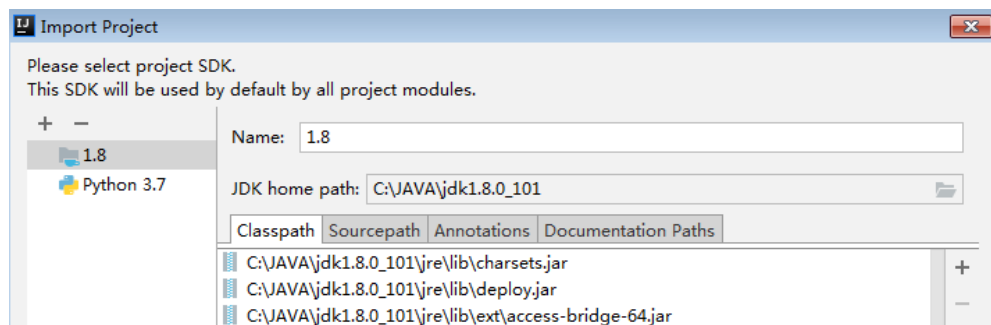 Import Project
Please select project SDK.
This SDK will be used by default by all project modules.
1.8
Python 3.7
Name: 1.8
JDK home path: C:\JAVA\jdk1.8.0_101
Classpath Sourcepath Annotations Documentation Paths
C:\JAVA\jdk1.8.0_101\jre\lib\charsets.jar
C:\JAVA\jdk1.8.0_101\jre\lib\deploy.jar
C:\JAVA\jdk1.8.0_101\jre\lib\ext\access-bridge-64.jar